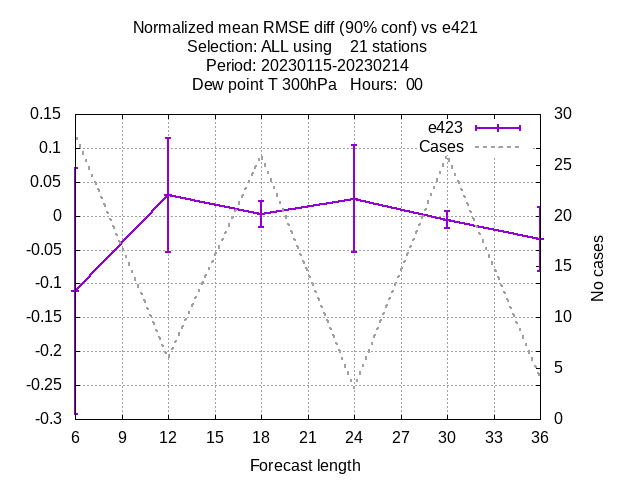 Normalized mean RMSE diff (90% conf) vs e421
Selection: ALL using    21 stations
Period: 20230115-20230214
Dew point T 300hPa   Hours:  00
0.15
0.1
0.05
0
-0.05
-0.1
-0.15
-0.2
-0.25
-0.3
e423
Cases
30
25
20
15
10
5
0
No cases
6 9 12 15 18 21 24 27 30 33 36
Forecast length